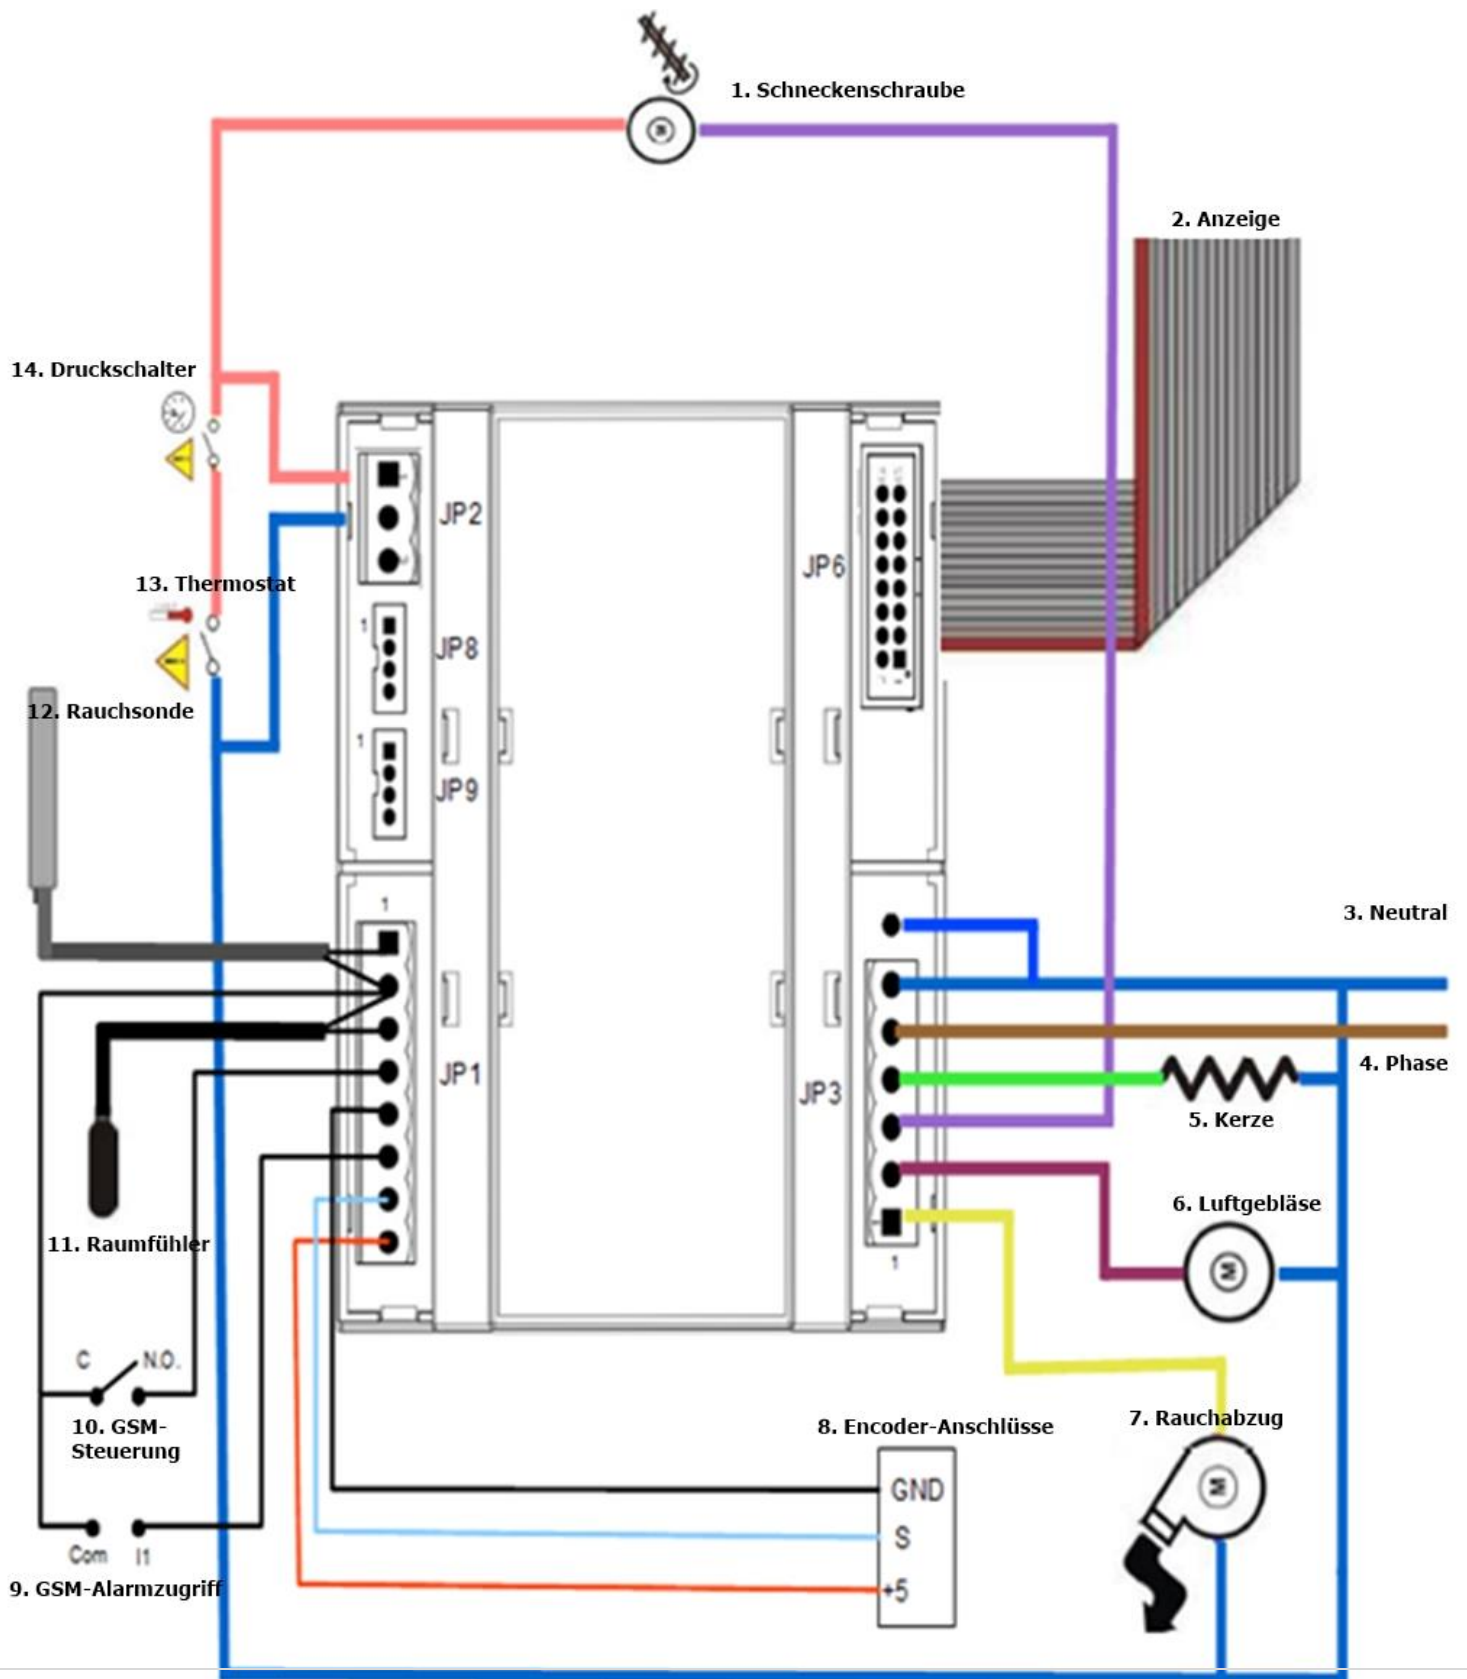 1. Schneckenschraube
2. Anzeige
14. Druckschalter
JP2
JP6
13. Thermostat
1
JP8
12. Rauchsonde
1
JP9
1
3. Neutral
4. Phase
JP1
JP3
5. Kerze
6. Luftgebläse
11. Raumfühler
1
M
C N.O.
10. GSM-
Steuerung
8. Encoder-Anschlüsse
7. Rauchabzug
GND
M
S
Com I1
+5
9. GSM-Alarmzugriff